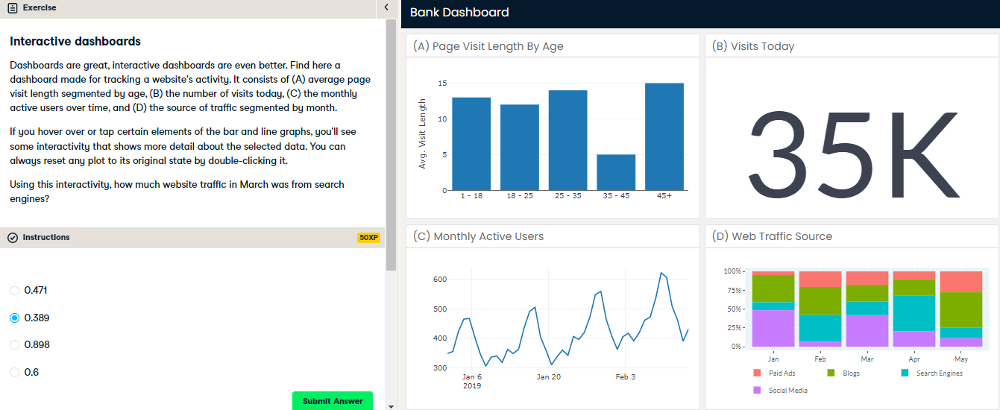 Exercise
Interactive dashboards
Dashboards are great, interactive dashboards are even better. Find here a
dashboard made for tracking a website's activity. It consists of (A) average page
visit length segmented by age, (B) the number of visits today, (C) the monthly
active users over time, and (D) the source of traffic segmented by month.
If you hover over or tap certain elements of the bar and line graphs, you'll see
some interactivity that shows more detail about the selected data. You can
always reset any plot to its original state by double-clicking it.
Using this interactivity, how much website traffic in March was from search
engines?
Instructions
50XP
0.471
0.389
0.898
0.6
Submit Answer
Bank Dashboard
(A) Page Visit Length By Age
Avg. Visit Length
15
10
5
0
1 - 18
18 - 25
25 - 35
35 - 45
45+
(B) Visits Today
35K
(C) Monthly Active Users
600
500
400
300
Jan 6
2019
Jan 20
Feb 3
(D) Web Traffic Source
100%
75%
50%
25%
0%
Jan
Feb
Mar
Apr
May
Paid Ads
Blogs
Search Engines
Social Media